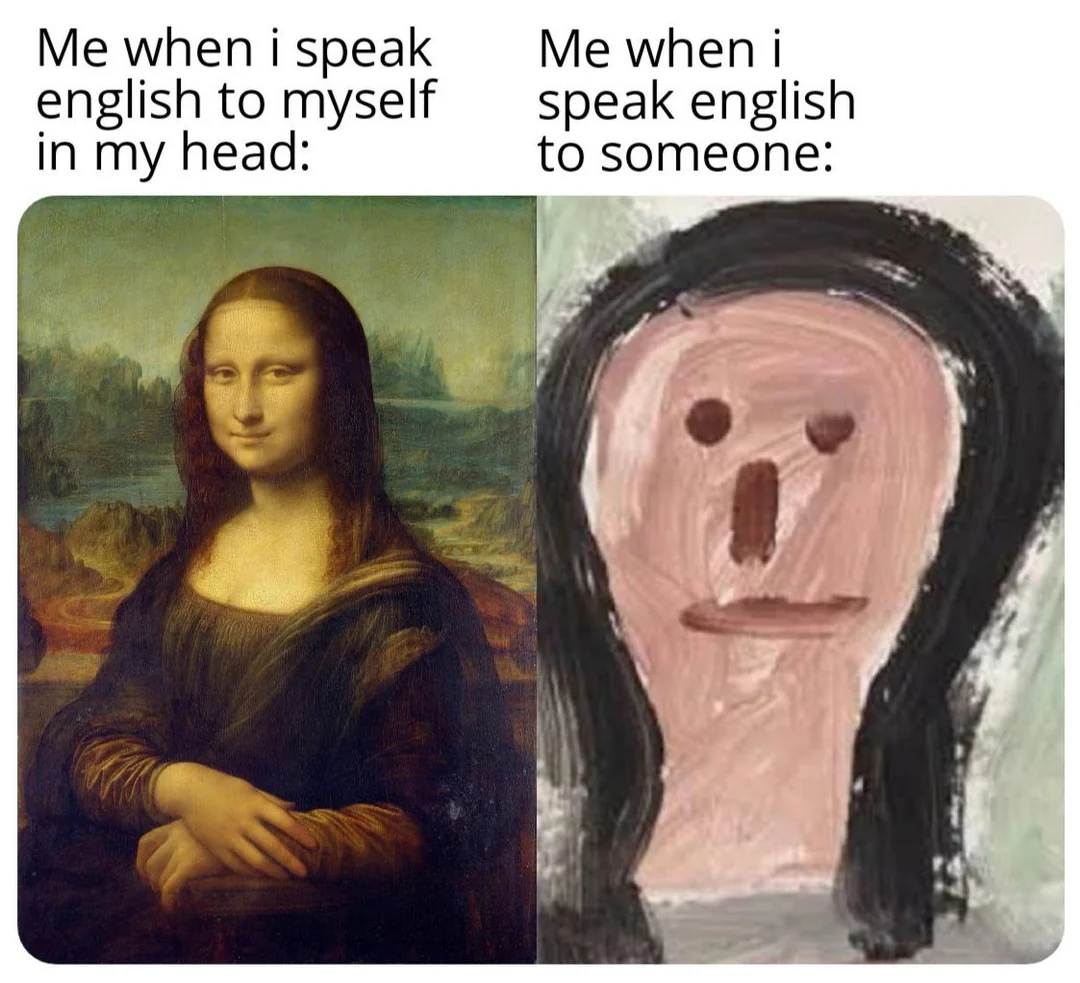 Me when i speak
english to myself
in my head:
Me when i
speak english
to someone: